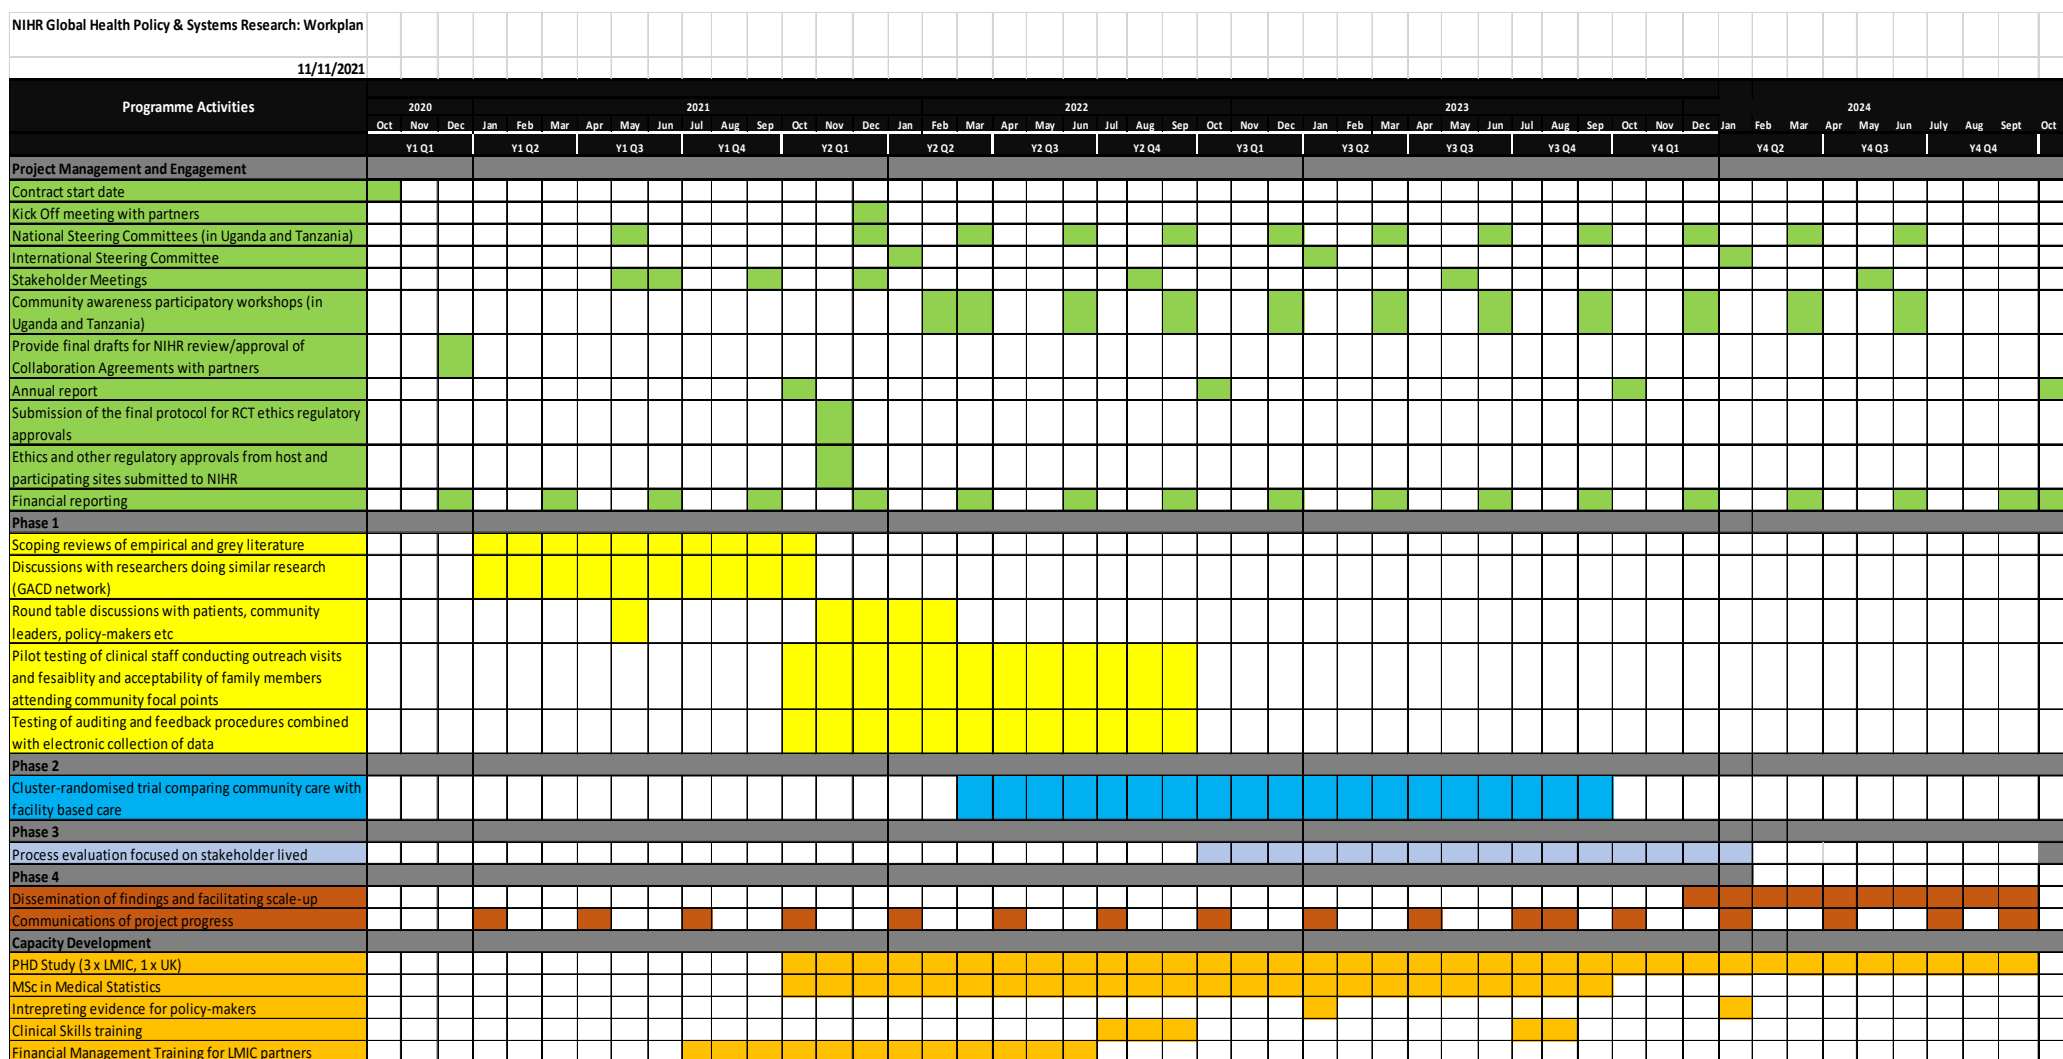 NIHR Global Health Policy & Systems Research: Workplan
11/11/2021
Programme Activities
2020 2021 2022 2023 2024
Oct Nov Dec Jan Feb Mar Apr May Jun Jul Aug Sep Oct Nov Dec Jan Feb Mar Apr May Jun Jul Aug Sep Oct Nov Dec Jan Feb Mar Apr May Jun Jul Aug Sep Oct Nov Dec Jan Feb Mar Apr May Jun July Aug Sept Oct
Y1 Q1 Y1 Q2 Y1 Q3 Y1 Q4 Y2 Q1 Y2 Q2 Y2 Q3 Y2 Q4 Y3 Q1 Y3 Q2 Y3 Q3 Y3 Q4 Y4 Q1 Y4 Q2 Y4 Q3 Y4 Q4
Project Management and Engagement
Contract start date
Kick Off meeting with partners
National Steering Committees (in Uganda and Tanzania)
International Steering Committee
Stakeholder Meetings
Community awareness participatory workshops (in
Uganda and Tanzania)
Provide final drafts for NIHR review/approval of
Collaboration Agreements with partners
Annual report
Submission of the final protocol for RCT ethics regulatory
approvals
Ethics and other regulatory approvals from host and
participating sites submitted to NIHR
Financial reporting
Phase 1
Scoping reviews of empirical and grey literature
Discussions with researchers doing similar research
(GACD network)
Round table discussions with patients, community
leaders, policy-makers etc
Pilot testing of clinical staff conducting outreach visits
and fesaiblity and acceptability of family members
attending community focal points
Testing of auditing and feedback procedures combined
with electronic collection of data
Phase 2
Cluster-randomised trial comparing community care with
facility based care
Phase 3
Process evaluation focused on stakeholder lived
Phase 4
Dissemination of findings and facilitating scale-up
Communications of project progress
Capacity Development
PHD Study (3 x LMIC, 1 x UK)
MSc in Medical Statistics
Intrepreting evidence for policy-makers
Clinical Skills training
Financial Management Training for LMIC partners